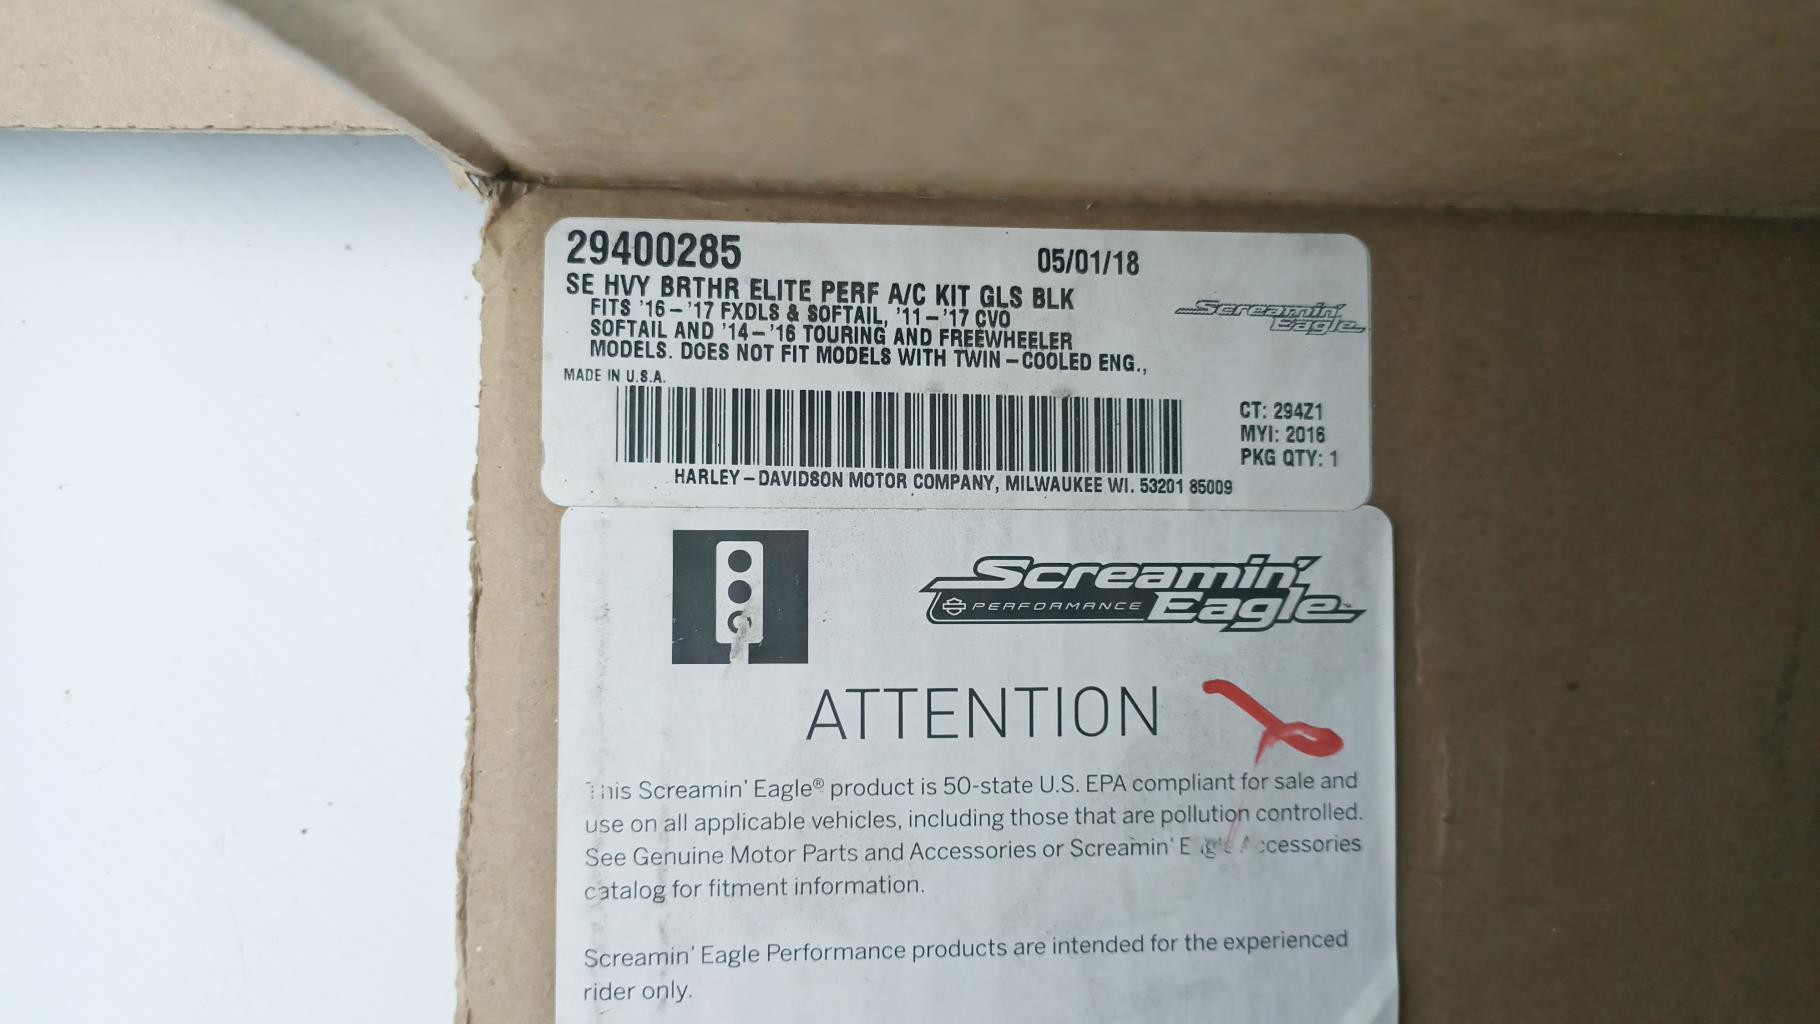 29400285
05/01/18
SE HVY BRTHR ELITE PERF A/C KIT GLS BLK
FITS '16-'17 FXDLS & SOFTAIL, '11-'17 CVO
SOFTAIL AND '14-'16 TOURING AND FREEWHEELER
MODELS. DOES NOT FIT MODELS WITH TWIN-COOLED ENG.,
Screamin'
Eagle
MADE IN U.S.A.
CT: 294Z1
MYI: 2016
PKG QTY: 1
HARLEY-DAVIDSON MOTOR COMPANY, MILWAUKEE WI. 53201 85009
Screamin'
PERFORMANCE Eagle™
ATTENTION
This Screamin' Eagle® product is 50-state U.S. EPA compliant for sale and
use on all applicable vehicles, including those that are pollution controlled.
See Genuine Motor Parts and Accessories or Screamin' Eagle Accessories
catalog for fitment information.
Screamin' Eagle Performance products are intended for the experienced
rider only.